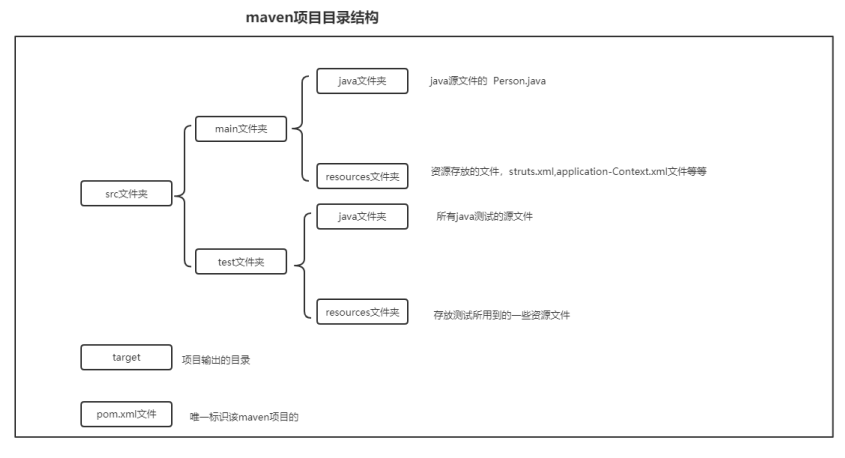 maven项目目录结构
java文件夹
java源文件的 Person.java
main文件夹
resources文件夹
资源存放的文件，struts.xml,application-Context.xml文件等等
src文件夹
java文件夹
所有java测试的源文件
test文件夹
resources文件夹
存放测试所用到的一些资源文件
target
项目输出的目录
pom.xml文件
唯一标识该maven项目的